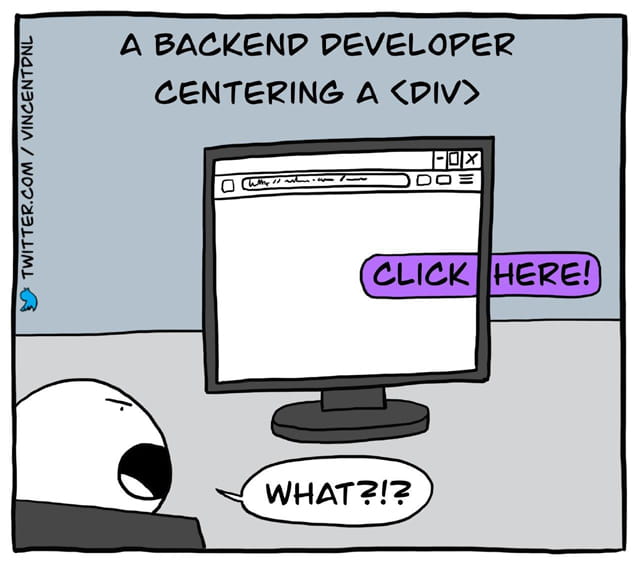 A BACKEND DEVELOPER
CENTERING A <DIV>
TWITTER.COM / VINCENTDNL
X
CLICK HERE!
WHAT?!?